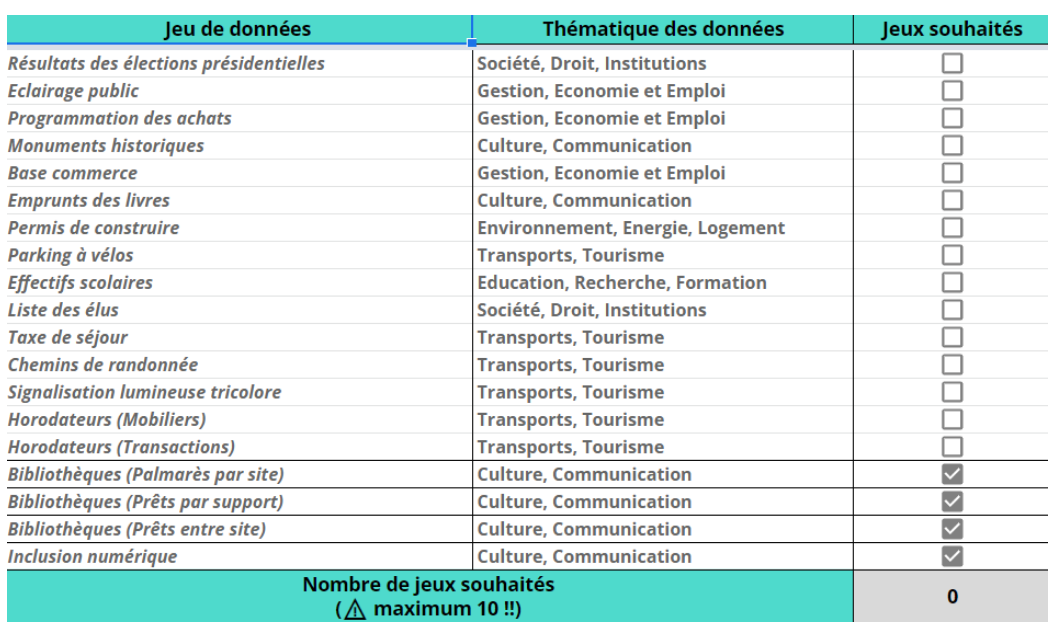 Jeu de données Thématique des données Jeux souhaités
Résultats des élections présidentielles Société, Droit, Institutions
Eclairage public Gestion, Economie et Emploi
Programmation des achats Gestion, Economie et Emploi
Monuments historiques Culture, Communication
Base commerce Gestion, Economie et Emploi
Emprunts des livres Culture, Communication
Permis de construire Environnement, Energie, Logement
Parking à vélos Transports, Tourisme
Effectifs scolaires Education, Recherche, Formation
Liste des élus Société, Droit, Institutions
Taxe de séjour Transports, Tourisme
Chemins de randonnée Transports, Tourisme
Signalisation lumineuse tricolore Transports, Tourisme
Horodateurs (Mobiliers) Transports, Tourisme
Horodateurs (Transactions) Transports, Tourisme
Bibliothèques (Palmarès par site) Culture, Communication
Bibliothèques (Prêts par support) Culture, Communication
Bibliothèques (Prêts entre site) Culture, Communication
Inclusion numérique Culture, Communication
Nombre de jeux souhaités
(⚠ maximum 10 !!) 0